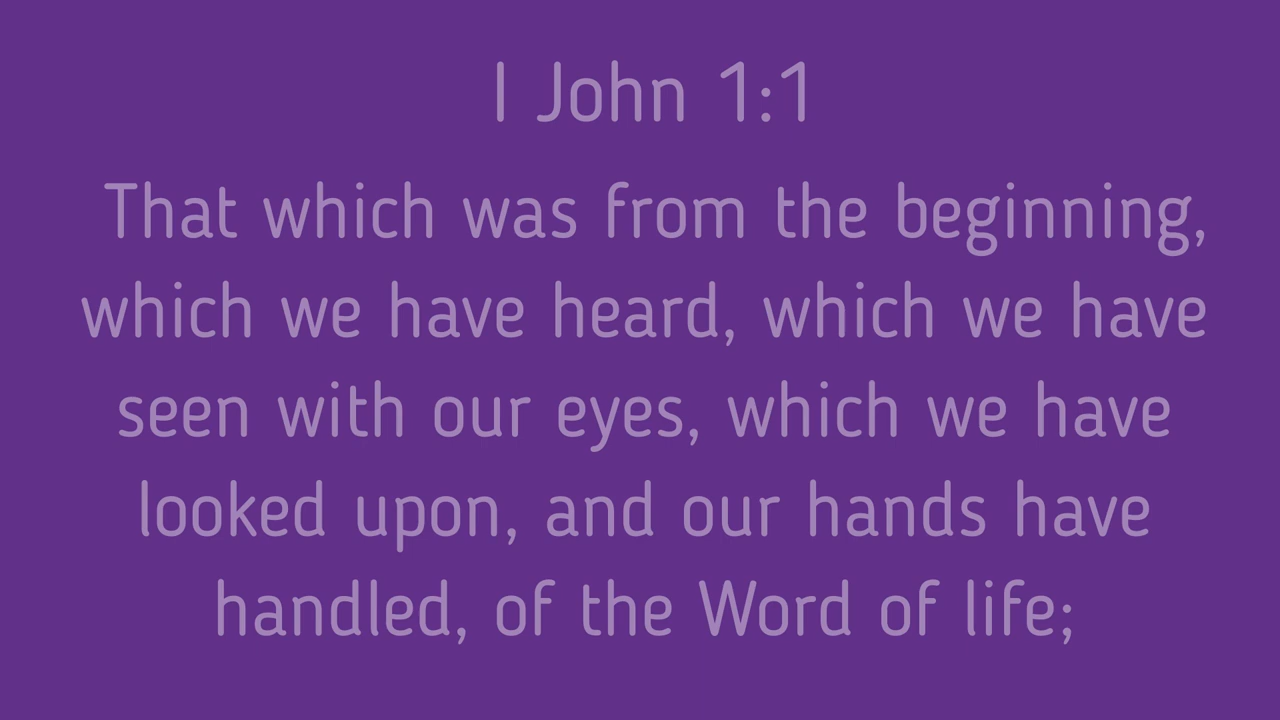 I John 1:1
That which was from the beginning,
which we have heard, which we have
seen with our eyes, which we have
looked upon, and our hands have
handled, of the Word of life;